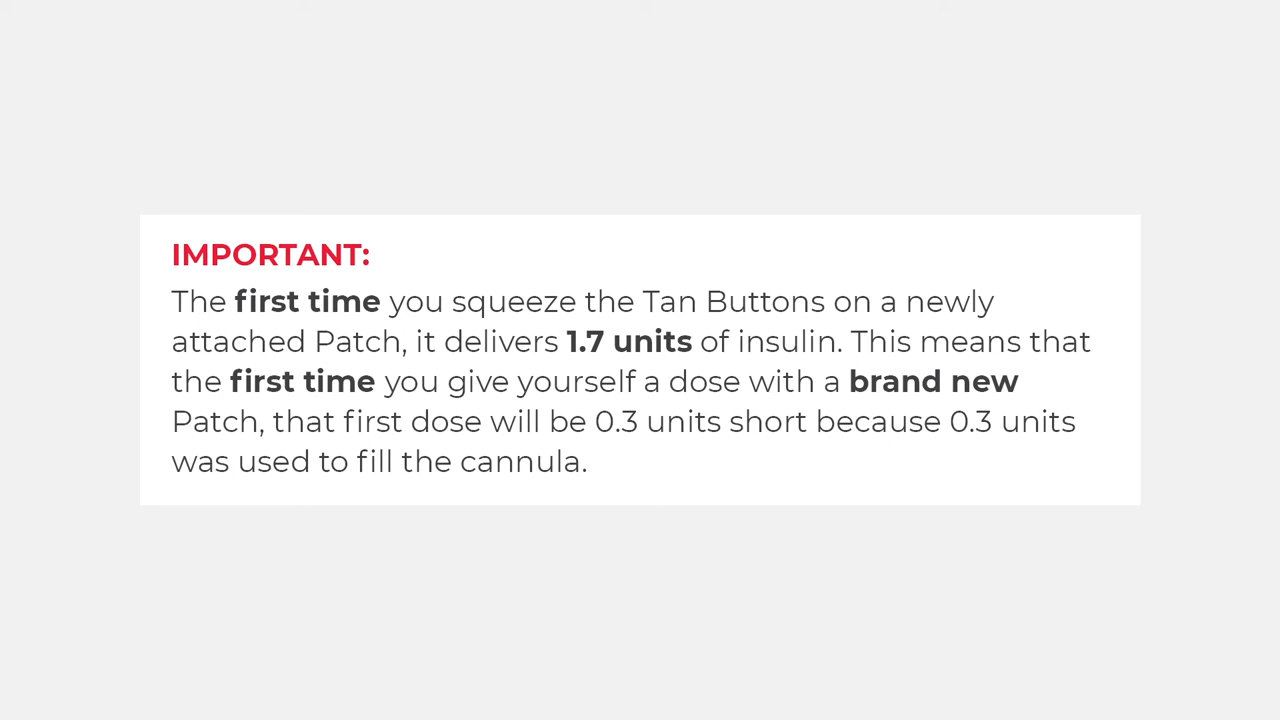 IMPORTANT:
The first time you squeeze the Tan Buttons on a newly
attached Patch, it delivers 1.7 units of insulin. This means that
the first time you give yourself a dose with a brand new
Patch, that first dose will be 0.3 units short because 0.3 units
was used to fill the cannula.